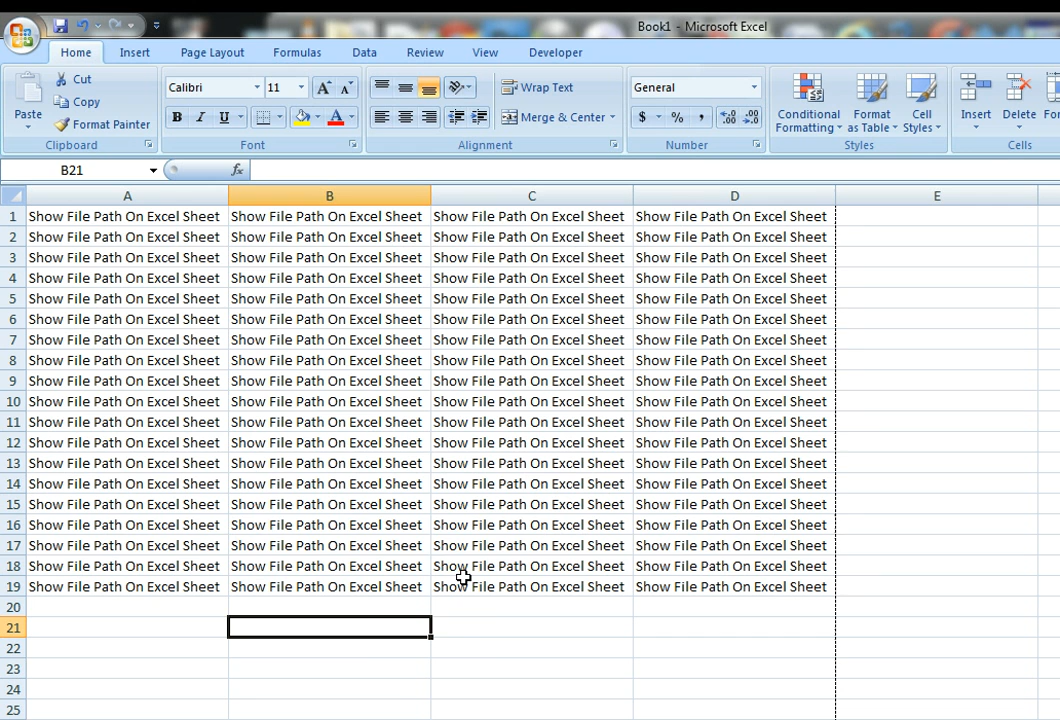 Book1 - Microsoft Excel
Home Insert Page Layout Formulas Data Review View Developer
Paste Cut Copy Format Painter Clipboard
Calibri 11 A A B I U A Font
Wrap Text Merge & Center Alignment
General $ % , .00 .00 Number
Conditional Formatting Format as Table Cell Styles Styles
Insert Delete Cells
B21 fx
A B C D E
1 Show File Path On Excel Sheet Show File Path On Excel Sheet Show File Path On Excel Sheet Show File Path On Excel Sheet
2 Show File Path On Excel Sheet Show File Path On Excel Sheet Show File Path On Excel Sheet Show File Path On Excel Sheet
3 Show File Path On Excel Sheet Show File Path On Excel Sheet Show File Path On Excel Sheet Show File Path On Excel Sheet
4 Show File Path On Excel Sheet Show File Path On Excel Sheet Show File Path On Excel Sheet Show File Path On Excel Sheet
5 Show File Path On Excel Sheet Show File Path On Excel Sheet Show File Path On Excel Sheet Show File Path On Excel Sheet
6 Show File Path On Excel Sheet Show File Path On Excel Sheet Show File Path On Excel Sheet Show File Path On Excel Sheet
7 Show File Path On Excel Sheet Show File Path On Excel Sheet Show File Path On Excel Sheet Show File Path On Excel Sheet
8 Show File Path On Excel Sheet Show File Path On Excel Sheet Show File Path On Excel Sheet Show File Path On Excel Sheet
9 Show File Path On Excel Sheet Show File Path On Excel Sheet Show File Path On Excel Sheet Show File Path On Excel Sheet
10 Show File Path On Excel Sheet Show File Path On Excel Sheet Show File Path On Excel Sheet Show File Path On Excel Sheet
11 Show File Path On Excel Sheet Show File Path On Excel Sheet Show File Path On Excel Sheet Show File Path On Excel Sheet
12 Show File Path On Excel Sheet Show File Path On Excel Sheet Show File Path On Excel Sheet Show File Path On Excel Sheet
13 Show File Path On Excel Sheet Show File Path On Excel Sheet Show File Path On Excel Sheet Show File Path On Excel Sheet
14 Show File Path On Excel Sheet Show File Path On Excel Sheet Show File Path On Excel Sheet Show File Path On Excel Sheet
15 Show File Path On Excel Sheet Show File Path On Excel Sheet Show File Path On Excel Sheet Show File Path On Excel Sheet
16 Show File Path On Excel Sheet Show File Path On Excel Sheet Show File Path On Excel Sheet Show File Path On Excel Sheet
17 Show File Path On Excel Sheet Show File Path On Excel Sheet Show File Path On Excel Sheet Show File Path On Excel Sheet
18 Show File Path On Excel Sheet Show File Path On Excel Sheet Show File Path On Excel Sheet Show File Path On Excel Sheet
19 Show File Path On Excel Sheet Show File Path On Excel Sheet Show File Path On Excel Sheet Show File Path On Excel Sheet
20
21
22
23
24
25